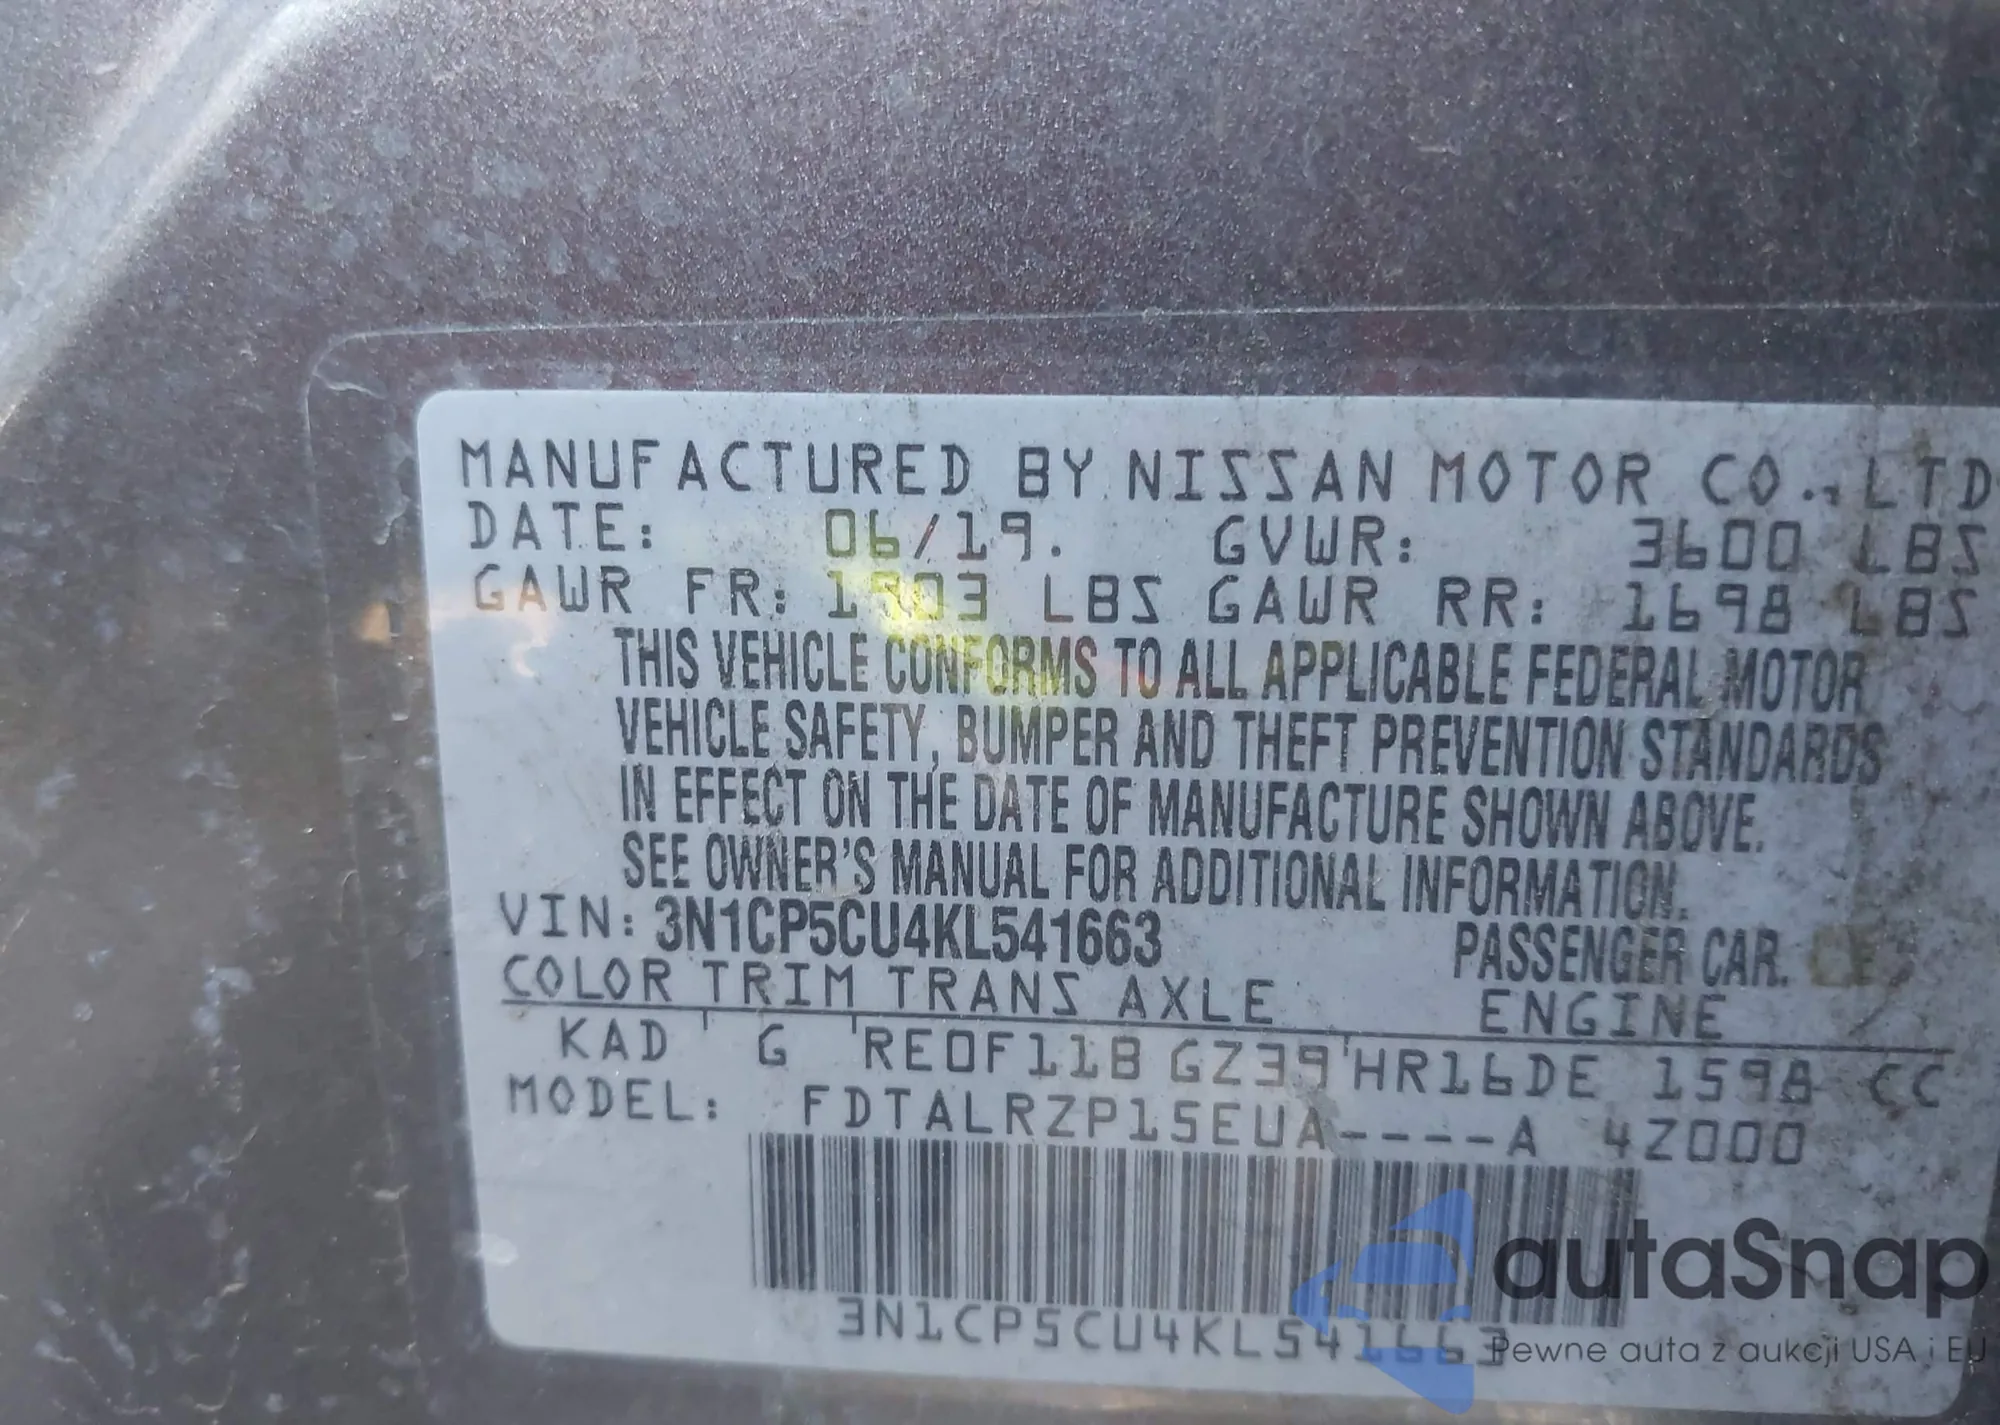 MANUFACTURED BY NISSAN MOTOR CO., LTD
DATE: 06/19. GVWR: 3600 LBS
GAWR FR: 1903 LBS GAWR RR: 1698 LBS
THIS VEHICLE CONFORMS TO ALL APPLICABLE FEDERAL MOTOR
VEHICLE SAFETY, BUMPER AND THEFT PREVENTION STANDARDS
IN EFFECT ON THE DATE OF MANUFACTURE SHOWN ABOVE.
SEE OWNER'S MANUAL FOR ADDITIONAL INFORMATION.
VIN: 3N1CP5CU4KL541663 PASSENGER CAR.
COLOR TRIM TRANS AXLE ENGINE
KAD G RE0F11B GZ39 HR16DE 1598 CC
MODEL: FDTALRZP15EUA----A 4Z000
3N1CP5CU4KL541663
autaSnap
Pewne auta z aukcji USA i EU